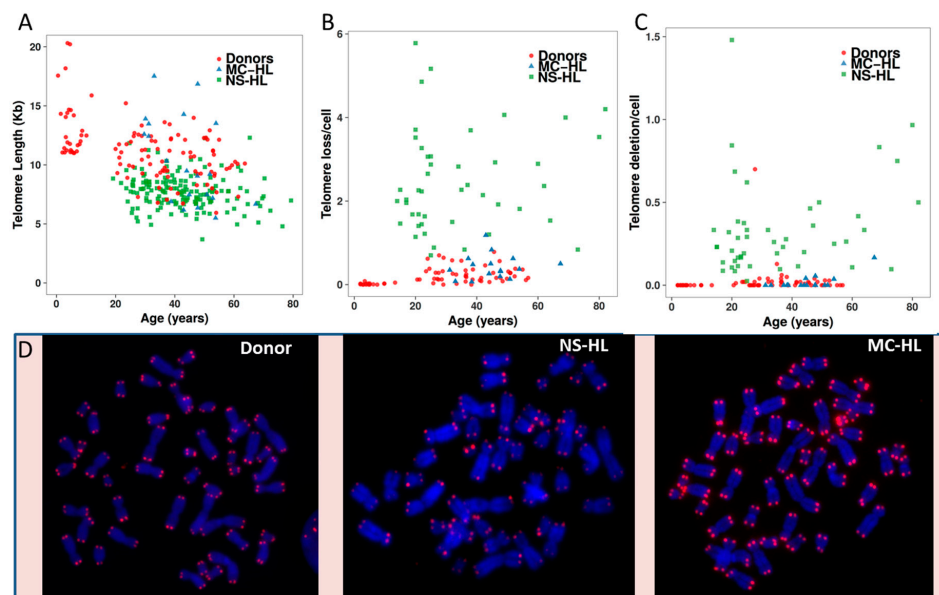 A
Telomere Length (Kb)
20
15
10
5
0
0 20 40 60 80
Age (years)
Donors
MC-HL
NS-HL
B
Telomere loss/cell
6
4
2
0
0 20 40 60 80
Age (years)
Donors
MC-HL
NS-HL
C
Telomere deletion/cell
1.5
1.0
0.5
0.0
0 20 40 60 80
Age (years)
Donors
MC-HL
NS-HL
D
Donor
NS-HL
MC-HL